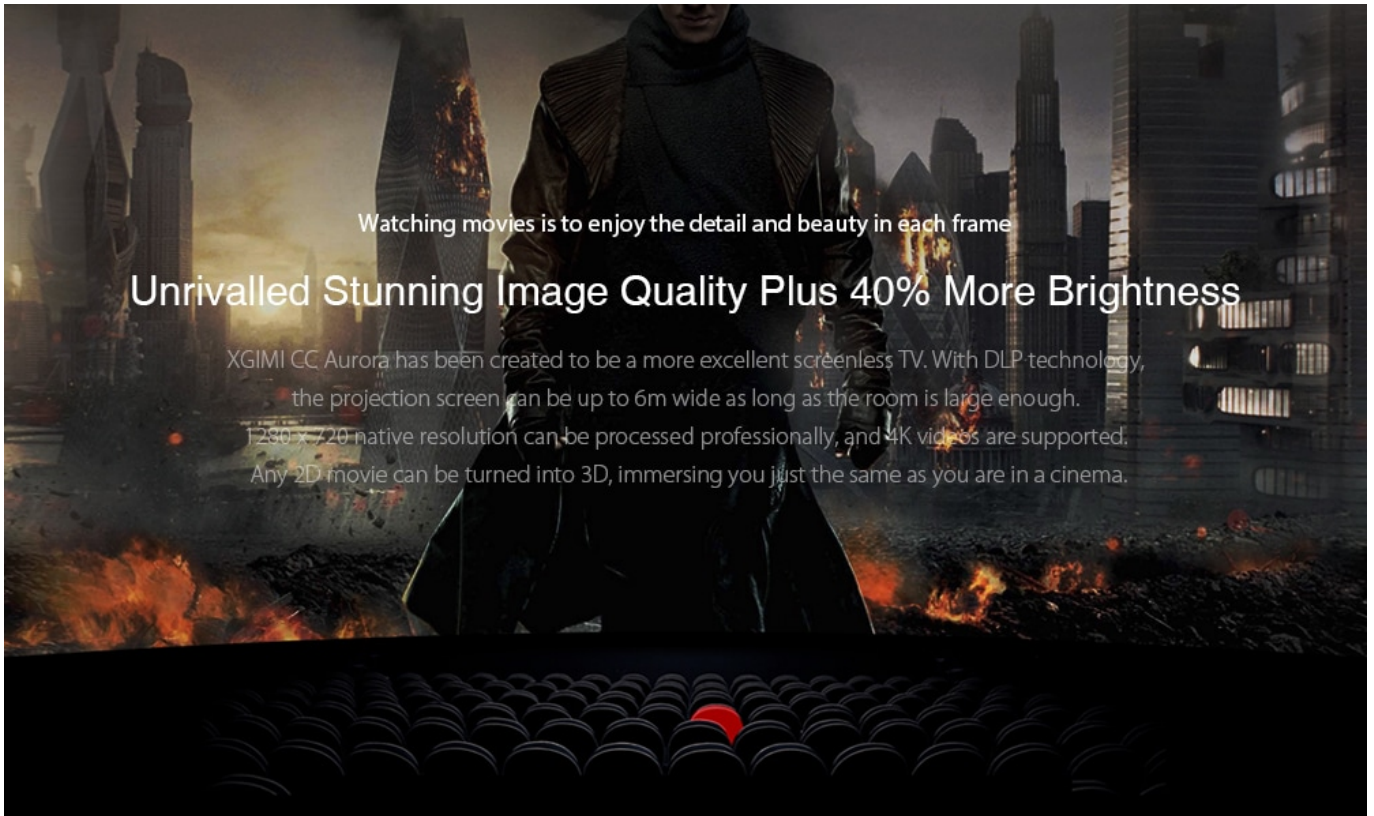 Watching movies is to enjoy the detail and beauty in each frame
Unrivalled Stunning Image Quality Plus 40% More Brightness
XGIMI CC Aurora has been created to be a more excellent screenless TV. With DLP technology,
the projection screen can be up to 6m wide as long as the room is large enough.
1280 x 720 native resolution can be processed professionally, and 4K videos are supported.
Any 2D movie can be turned into 3D, immersing you just the same as you are in a cinema.